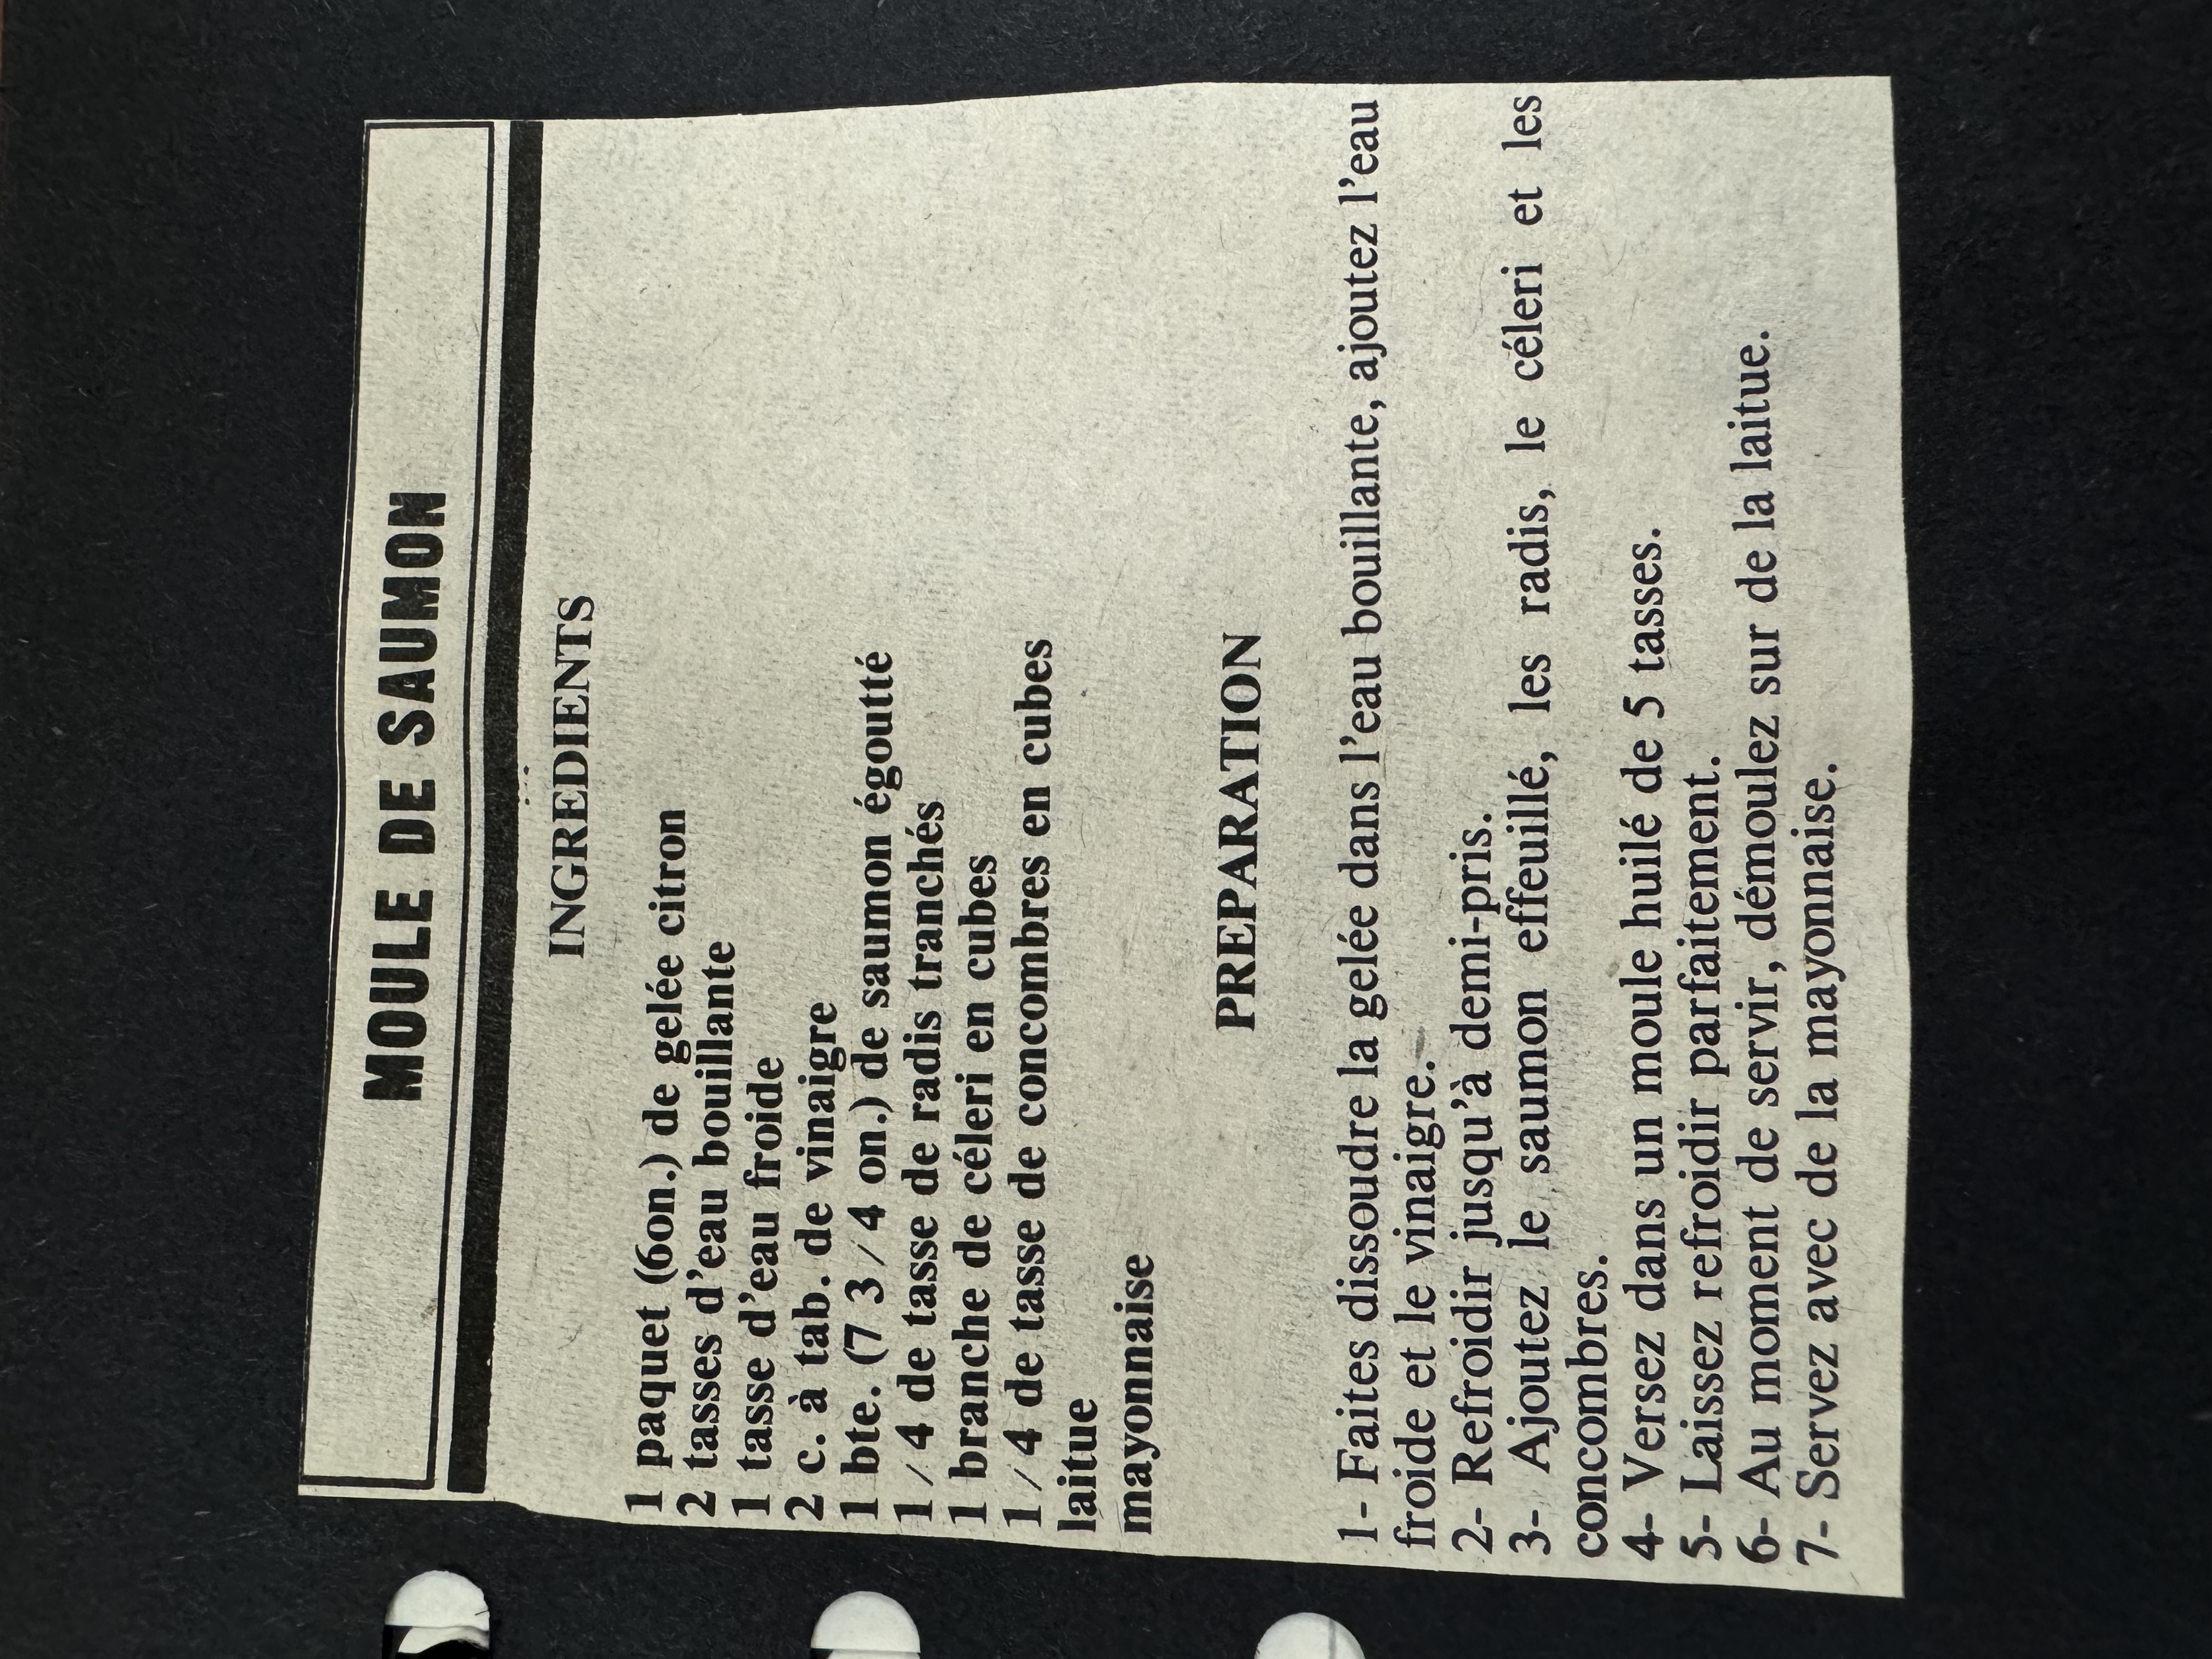 MOULE DE SAUMON
INGREDIENTS
1 paquet (6on.) de gelée citron
2 tasses d'eau bouillante
1 tasse d'eau froide
2 c. à tab. de vinaigre
1 bte. (7 3/4 on.) de saumon égoutté
1/4 de tasse de radis tranchés
1 branche de céleri en cubes
1/4 de tasse de concombres en cubes
laitue
mayonnaise
PREPARATION
1- Faites dissoudre la gelée dans l'eau bouillante, ajoutez l'eau
froide et le vinaigre.
2- Refroidir jusqu'à demi-pris.
3- Ajoutez le saumon effeuillé, les radis, le céleri et les
concombres.
4- Versez dans un moule huilé de 5 tasses.
5- Laissez refroidir parfaitement.
6- Au moment de servir, démoulez sur de la laitue.
7- Servez avec de la mayonnaise.